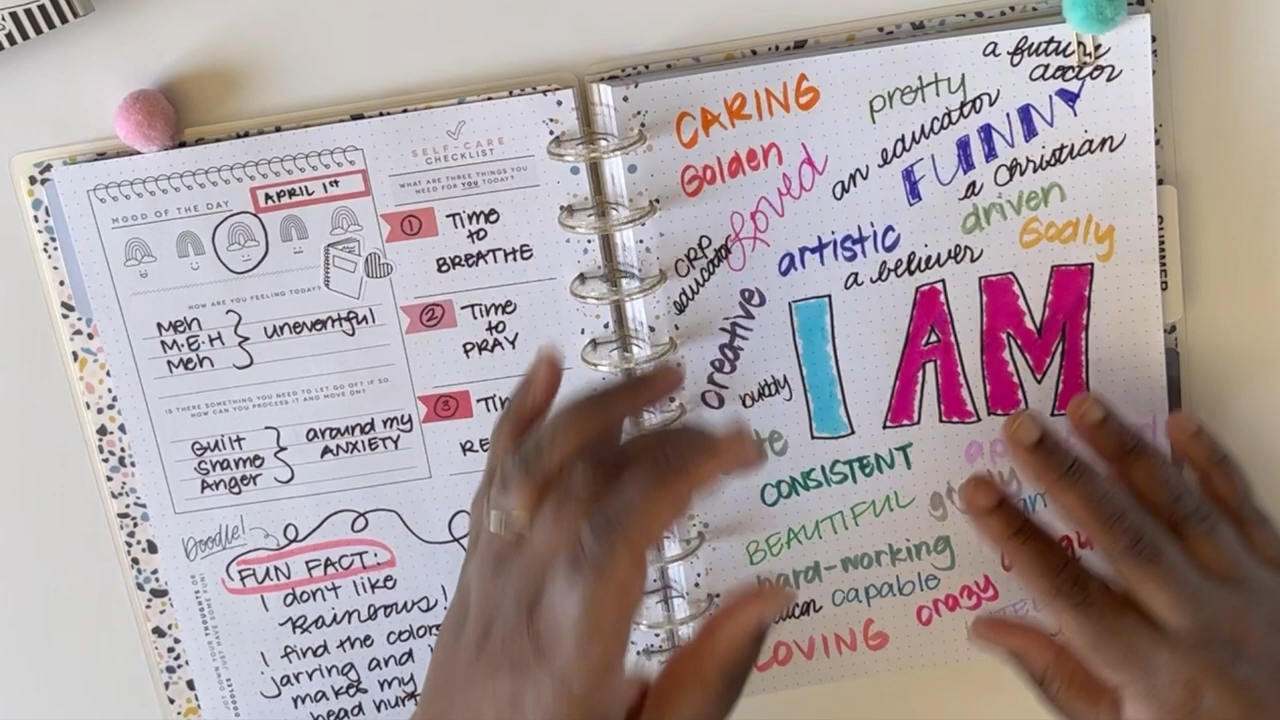 MOOD OF THE DAY
APRIL 1st
HOW ARE YOU FEELING TODAY?
Meh
M.E.H
Meh
uneventful
IS THERE SOMETHING YOU NEED TO LET GO OF? IF SO,
HOW CAN YOU PROCESS IT AND MOVE ON?
Guilt
Shame
Anger
around my
ANXIETY
SELF-CARE
CHECKLIST
WHAT ARE THREE THINGS YOU
NEED FOR YOU TODAY?
1
Time
to
BREATHE
2
Time
to
PRAY
3
Doodle!
FUN FACT:
I don't like
Rainbows!
I find the colors
jarring and
makes my
head hurt
a future
doctor
CARING
pretty
Golden
an educator
FUNNY
Loved
a christian
driven
artistic
Goaly
CRP
educator
a believer
creative
I AM
bubbly
CONSISTENT
BEAUTIFUL
hard-working
capable
crazy
LOVING
SUMMER